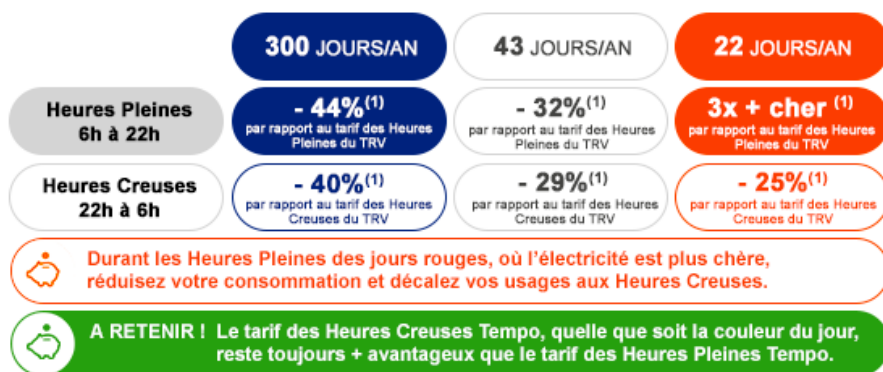 300 JOURS/AN
43 JOURS/AN
22 JOURS/AN
Heures Pleines
6h à 22h
- 44%(1)
par rapport au tarif des Heures
Pleines du TRV
- 32%(1)
par rapport au tarif des Heures
Pleines du TRV
3x + cher (1)
par rapport au tarif des Heures
Pleines du TRV
Heures Creuses
22h à 6h
- 40%(1)
par rapport au tarif des Heures
Creuses du TRV
- 29%(1)
par rapport au tarif des Heures
Creuses du TRV
- 25%(1)
par rapport au tarif des Heures
Creuses du TRV
Durant les Heures Pleines des jours rouges, où l'électricité est plus chère,
réduisez votre consommation et décalez vos usages aux Heures Creuses.
A RETENIR ! Le tarif des Heures Creuses Tempo, quelle que soit la couleur du jour,
reste toujours + avantageux que le tarif des Heures Pleines Tempo.